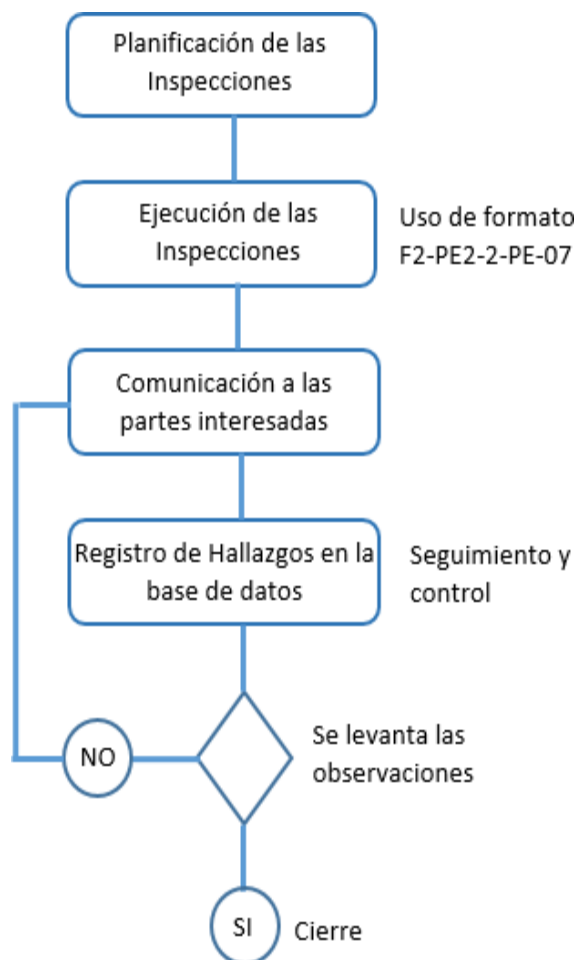 Planificación de las
Inspecciones
Ejecución de las
Inspecciones
Uso de formato
F2-PE2-2-PE-07
Comunicación a las
partes interesadas
Registro de Hallazgos en la
base de datos
Seguimiento y
control
Se levanta las
observaciones
NO
SI
Cierre